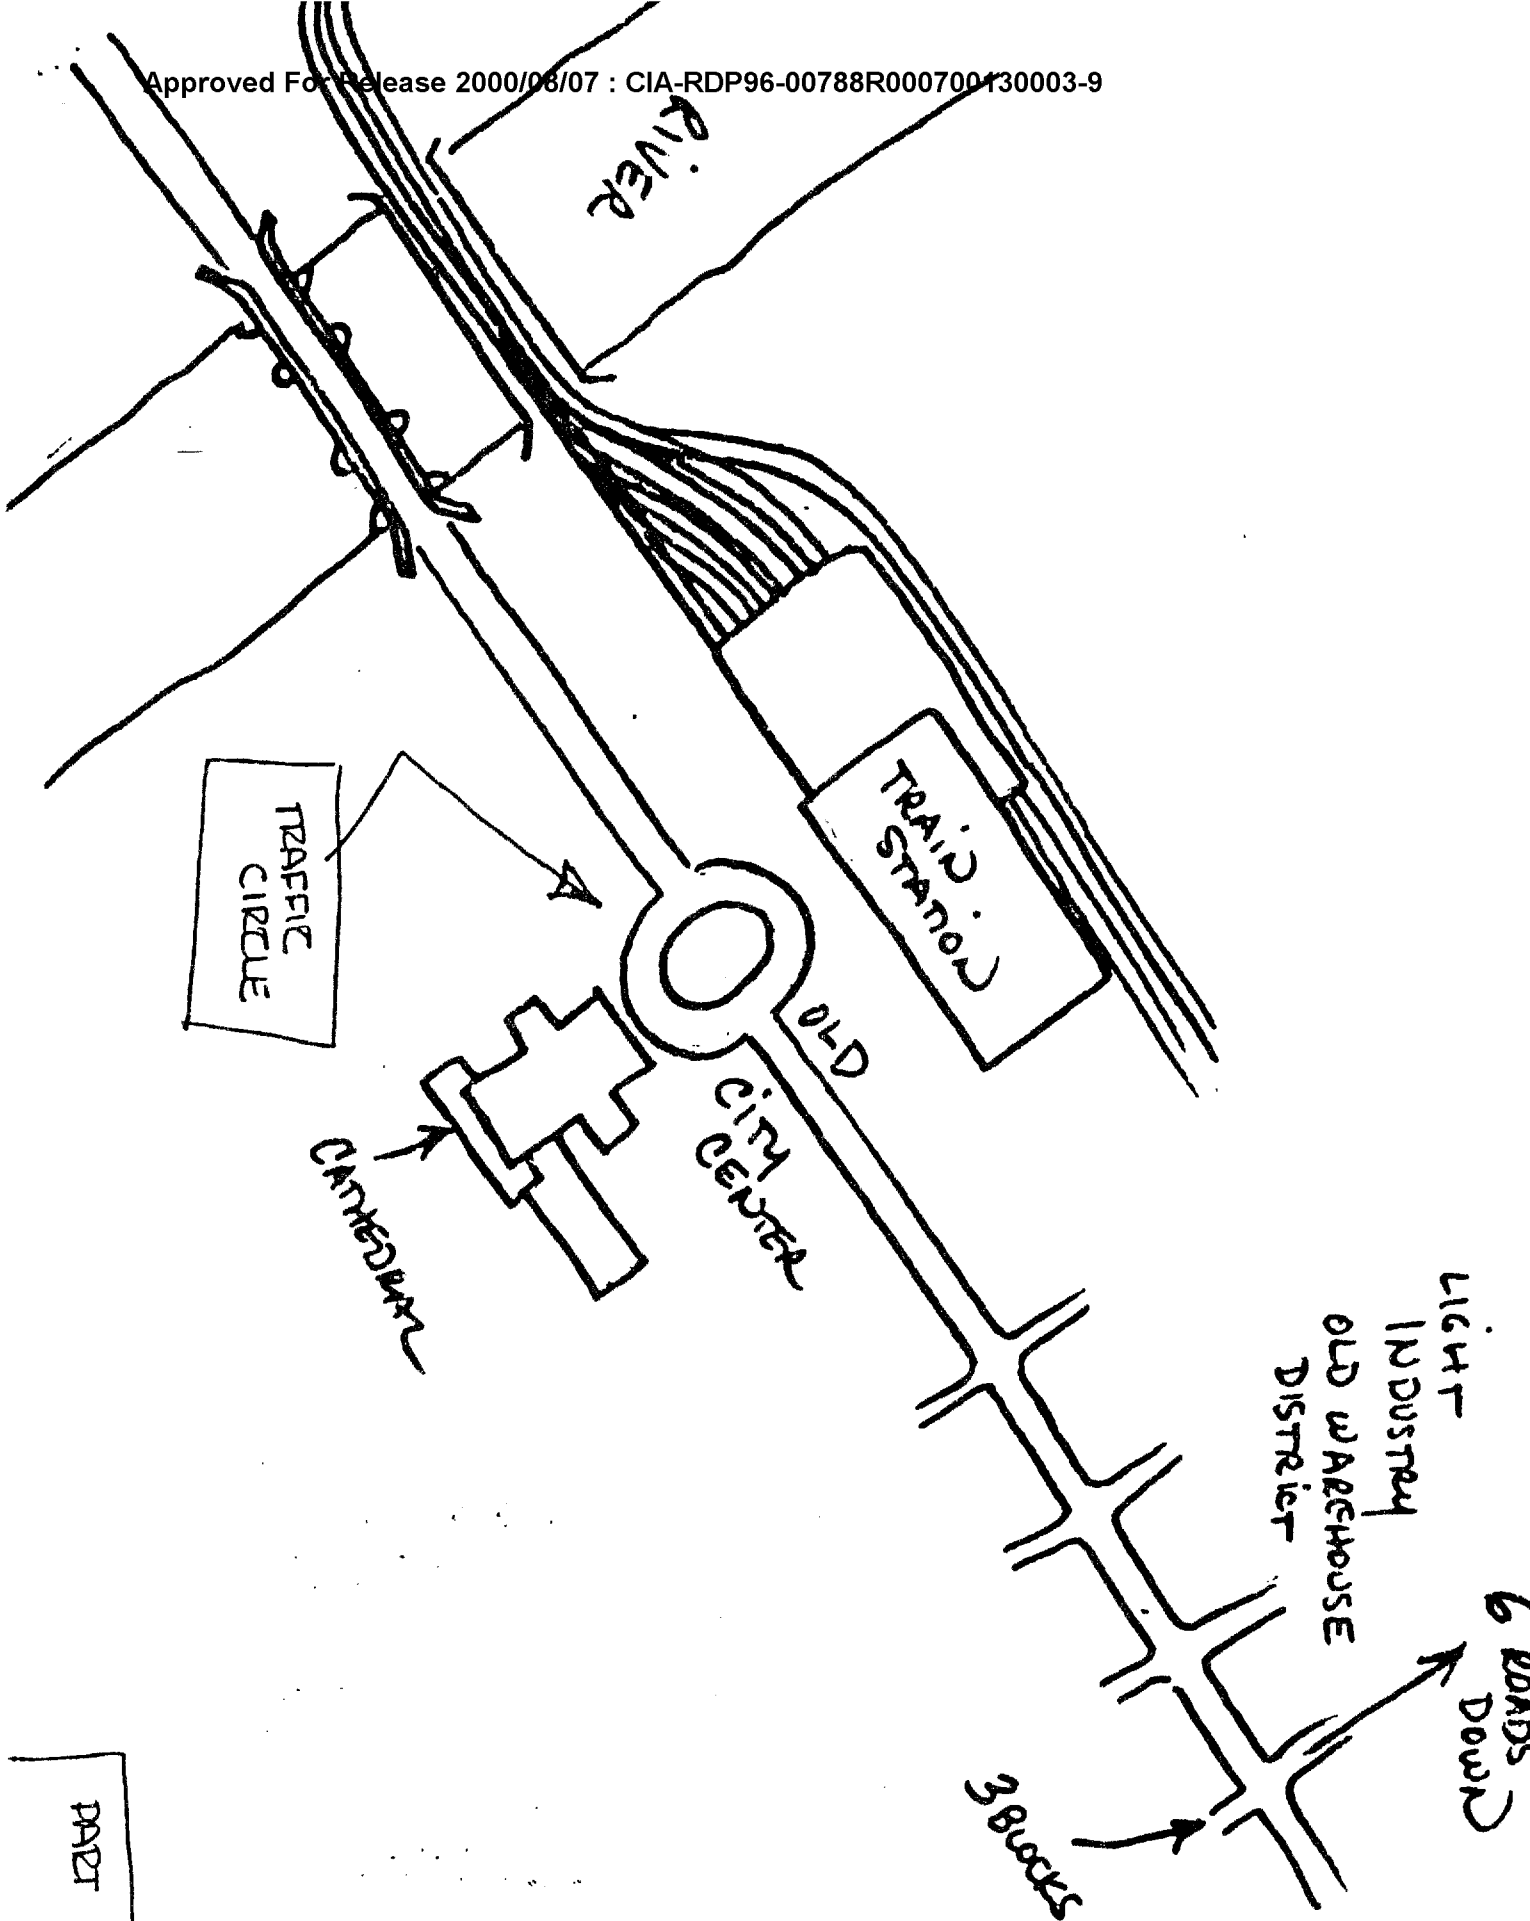 Approved For Release 2000/08/07 : CIA-RDP96-00788R000700130003-9
RIVER
TRAIN
STATION
TRAFFIC
CIRCLE
OLD
CITY
CENTER
CATHEDRAL
LIGHT
INDUSTRY
OLD WAREHOUSE
DISTRICT
6 ROADS
DOWN
3 BLOCKS
PART